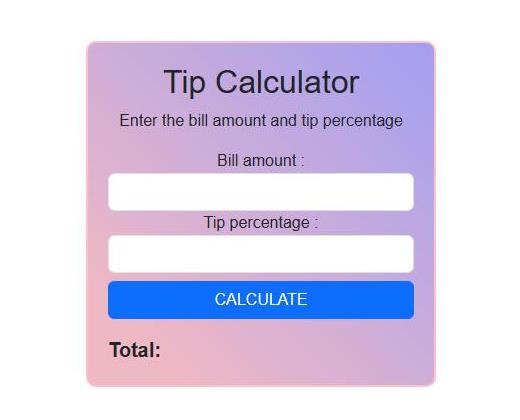 Tip Calculator
Enter the bill amount and tip percentage
Bill amount :
Tip percentage :
CALCULATE
Total: